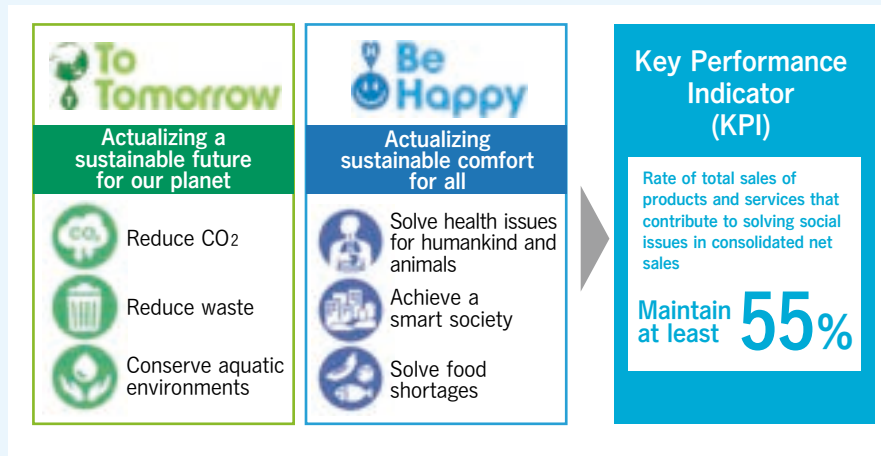 To
Tomorrow
Actualizing a
sustainable future
for our planet
CO₂
Reduce CO2
Reduce waste
Conserve aquatic
environments
H
Be
Happy
Actualizing
sustainable comfort
for all
Solve health issues
for humankind and
animals
Achieve a
smart society
Solve food
shortages
Key Performance
Indicator
(KPI)
Rate of total sales of
products and services that
contribute to solving social
issues in consolidated net
sales
Maintain
at least
55%